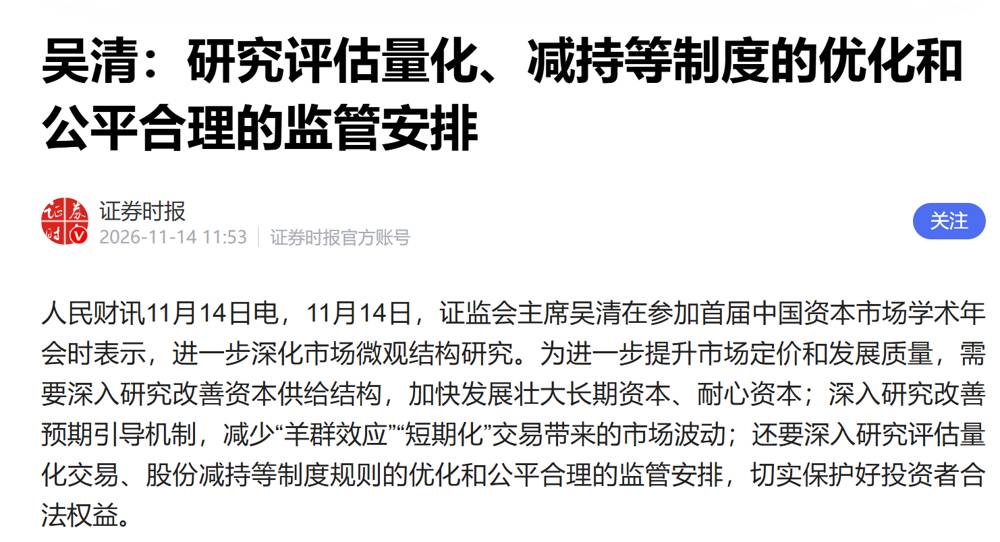 吴清：研究评估量化、减持等制度的优化和
公平合理的监管安排
证券时报
2026-11-14 11:53 证券时报官方账号
关注
人民财讯11月14日电，11月14日，证监会主席吴清在参加首届中国资本市场学术年
会时表示，进一步深化市场微观结构研究。为进一步提升市场定价和发展质量，需
要深入研究改善资本供给结构，加快发展壮大长期资本、耐心资本；深入研究改善
预期引导机制，减少“羊群效应”“短期化”交易带来的市场波动；还要深入研究评估量
化交易、股份减持等制度规则的优化和公平合理的监管安排，切实保护好投资者合
法权益。